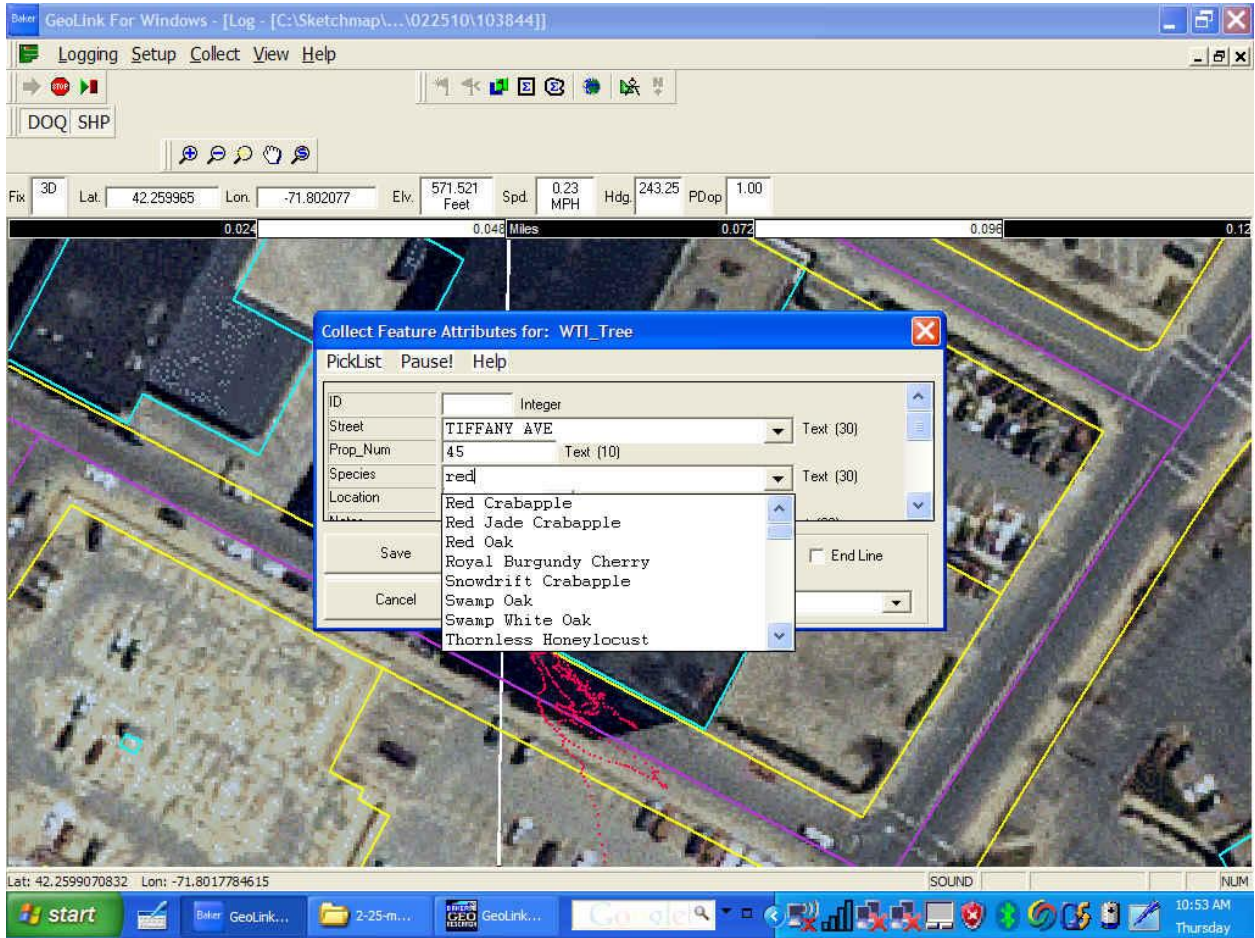 Baker GeoLink For Windows - [Log - [C:\Sketchmap\...\022510\103844]]
Logging Setup Collect View Help
STOP Σ Σ N
DOQ SHP
Fix 3D Lat. 42.259965 Lon. -71.802077 Elv. 571.521 Feet Spd. 0.23 MPH Hdg. 243.25 PDop 1.00
0.024 0.048 Miles 0.072 0.096 0.12
Collect Feature Attributes for: WTI_Tree
PickList Pause! Help
ID Integer
Street TIFFANY AVE Text (30)
Prop_Num 45 Text (10)
Species red Text (30)
Location
Red Crabapple
Red Jade Crabapple
Red Oak
Royal Burgundy Cherry
Snowdrift Crabapple
Swamp Oak
Swamp White Oak
Thornless Honeylocust
Save
End Line
Cancel
Lat: 42.2599070832 Lon: -71.8017784615 SOUND NUM
start Baker GeoLink... 2-25-m... GEO GeoLink... Google 10:53 AM
Thursday